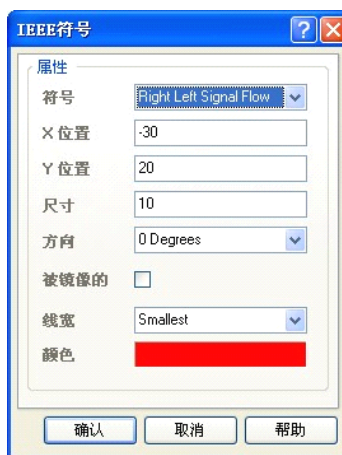 IEEE符号
属性
符号 Right Left Signal Flow
X 位置 -30
Y 位置 20
尺寸 10
方向 0 Degrees
被镜像的
线宽 Smallest
颜色
确认 取消 帮助